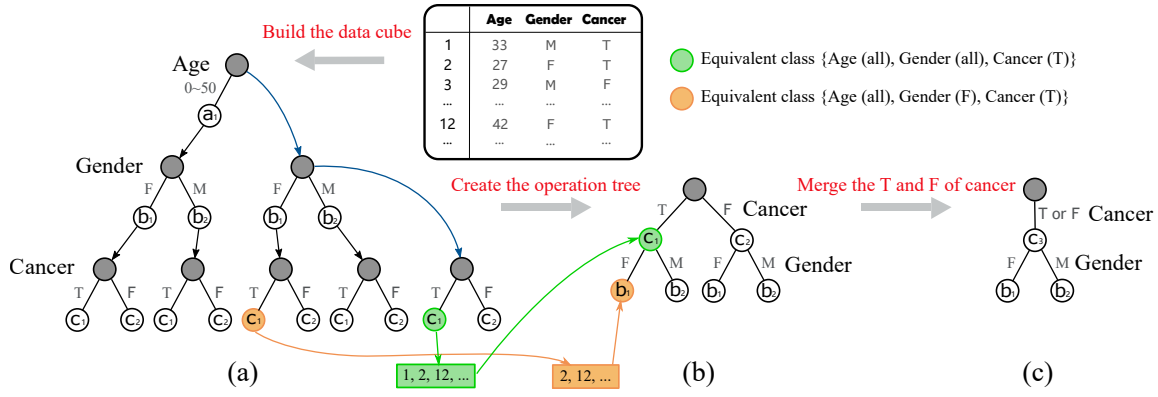 Age Gender Cancer
1 33 M T
2 27 F T
3 29 M F
... ... ... ...
12 42 F T
... ... ... ...
Build the data cube
Equivalent class {Age (all), Gender (all), Cancer (T)}
Equivalent class {Age (all), Gender (F), Cancer (T)}
Age
0~50
a1
Gender
F M F M
b1 b2 b1 b2
Cancer
T F T F T F T F T F
c1 c2 c1 c2 c1 c2 c1 c2 c1 c2
1, 2, 12, ...
2, 12, ...
(a)
Create the operation tree
T F Cancer
c1 c2
F M F M Gender
b1 b2 b1 b2
(b)
Merge the T and F of cancer
T or F Cancer
c3
F M Gender
b1 b2
(c)